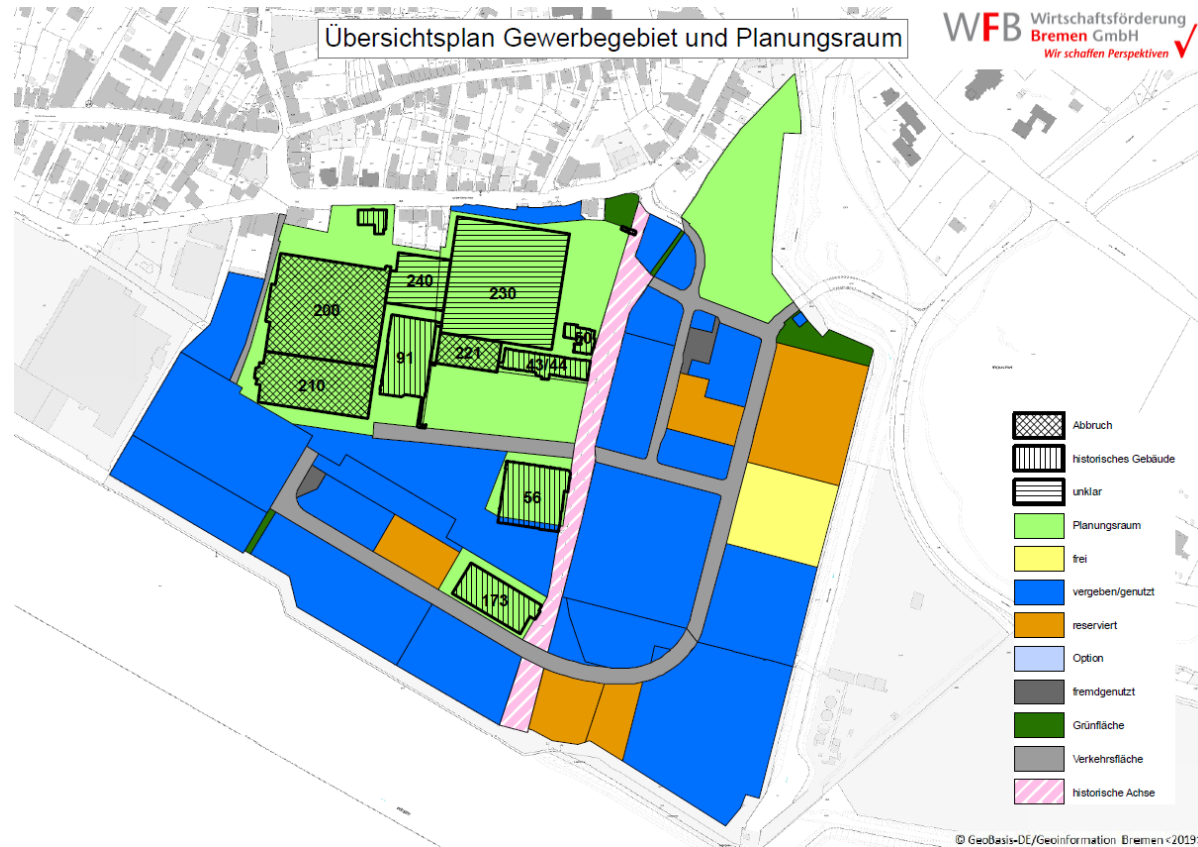 Übersichtsplan Gewerbegebiet und Planungsraum
WFB Wirtschaftsförderung
Bremen GmbH
Wir schaffen Perspektiven
240
230
200
50
221
91
43/44
210
56
173
Abbruch
historisches Gebäude
unklar
Planungsraum
frei
vergeben/genutzt
reserviert
Option
fremdgenutzt
Grünfläche
Verkehrsfläche
historische Achse
© GeoBasis-DE/Geoinformation Bremen <2019>